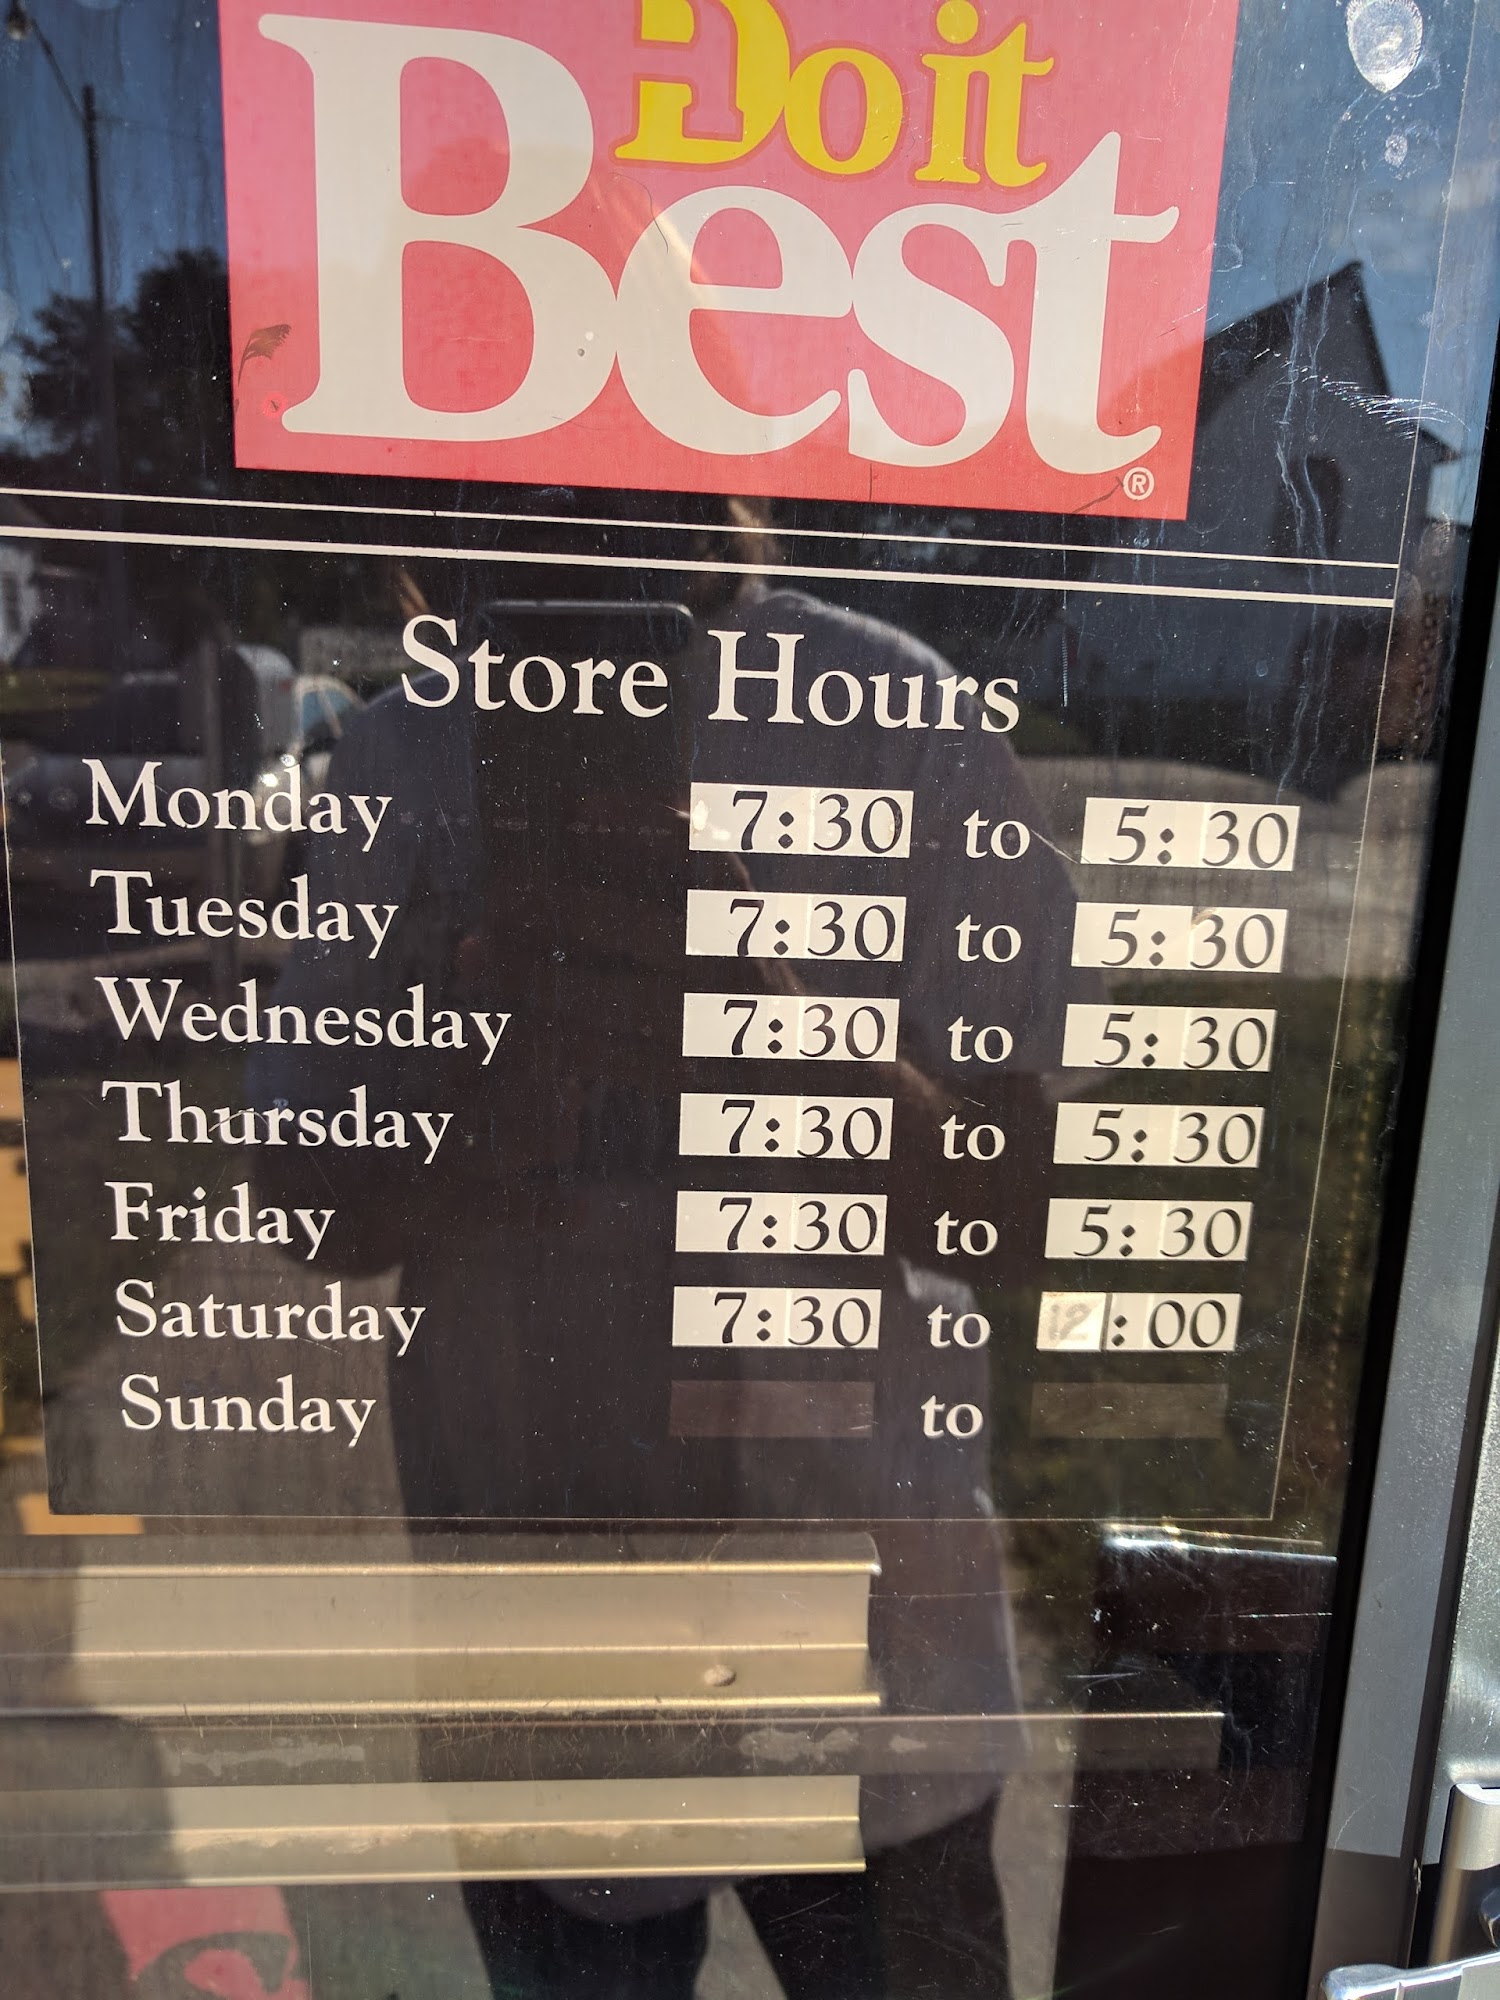 Do it
Best®
Store Hours
Monday 7:30 to 5:30
Tuesday 7:30 to 5:30
Wednesday 7:30 to 5:30
Thursday 7:30 to 5:30
Friday 7:30 to 5:30
Saturday 7:30 to 12:00
Sunday to